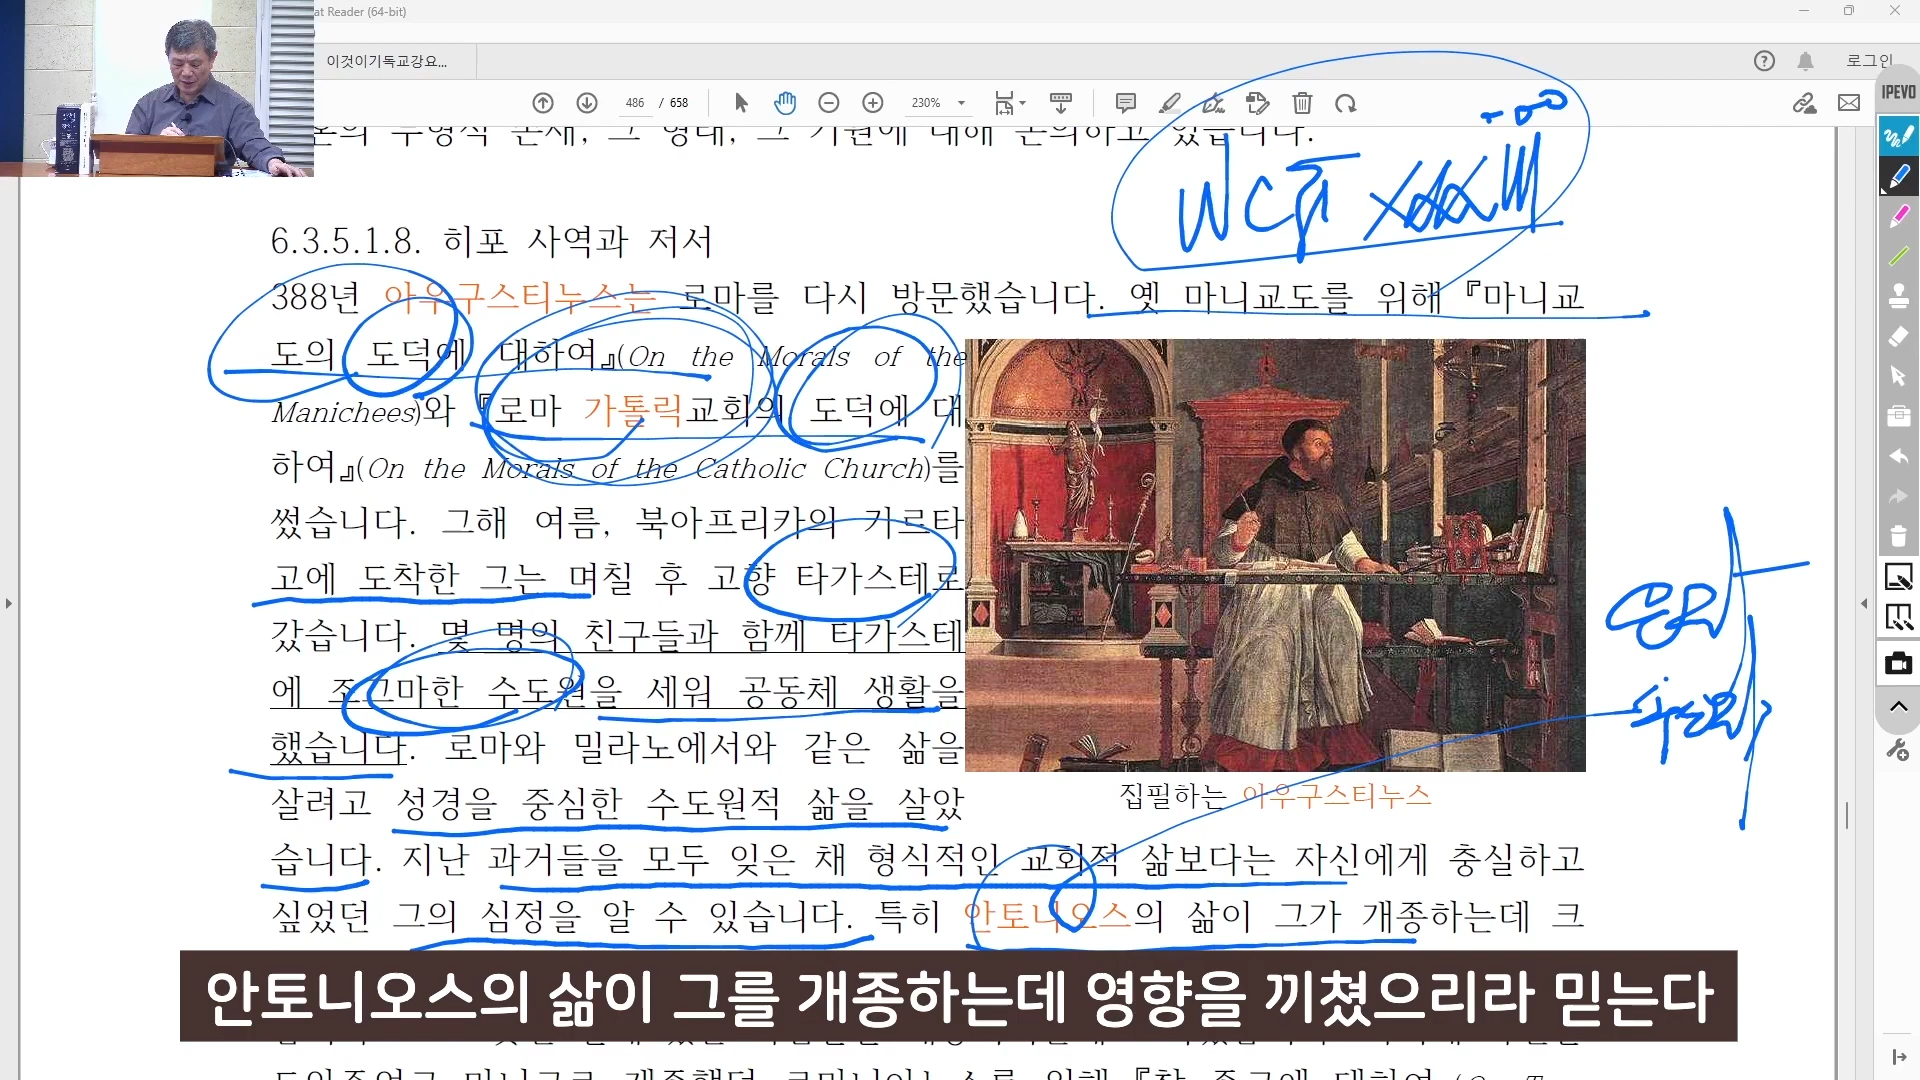 at Reader (64-bit)
이것이기독교강요...
로그인
486 / 658
230%
IPEVO
6.3.5.1.8. 히포 사역과 저서
388년 아우구스티누스는 로마를 다시 방문했습니다. 옛 마니교도를 위해 『마니교
도의 도덕에 대하여』(On the Morals of the
Manichees)와 『로마 가톨릭교회의 도덕에 대
하여』(On the Morals of the Catholic Church)를
썼습니다. 그해 여름, 북아프리카의 카르타
고에 도착한 그는 며칠 후 고향 타가스테로
갔습니다. 몇 명의 친구들과 함께 타가스테
에 조그마한 수도원을 세워 공동체 생활을
했습니다. 로마와 밀라노에서와 같은 삶을
살려고 성경을 중심한 수도원적 삶을 살았
습니다. 지난 과거들을 모두 잊은 채 형식적인 교회적 삶보다는 자신에게 충실하고
집필하는 아우구스티누스
싶었던 그의 심정을 알 수 있습니다. 특히 안토니오스의 삶이 그가 개종하는데 크
안토니오스의 삶이 그를 개종하는데 영향을 끼쳤으리라 믿는다